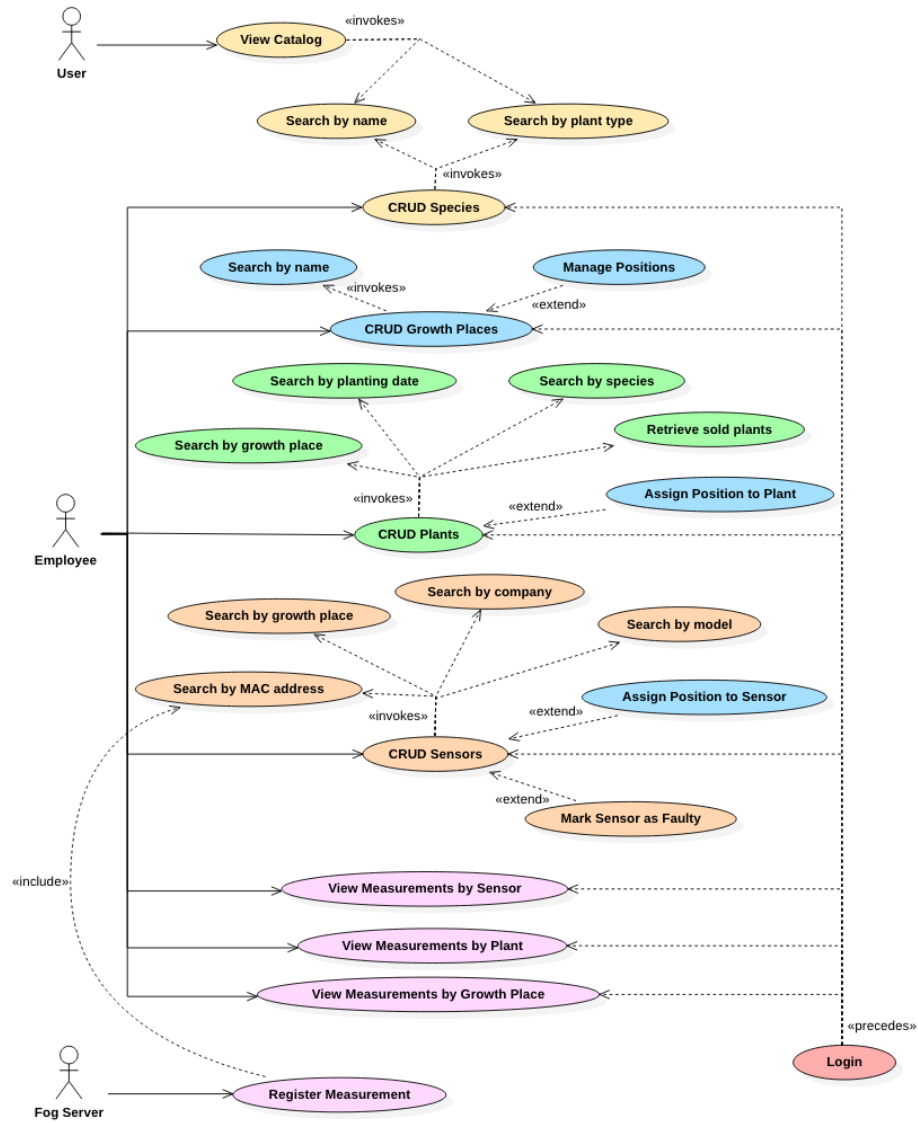 «invokes»
View Catalog
User
Search by name
Search by plant type
«invokes»
CRUD Species
Search by name
Manage Positions
«invokes»
«extend»
CRUD Growth Places
Search by planting date
Search by species
Retrieve sold plants
Search by growth place
«invokes»
Assign Position to Plant
«extend»
CRUD Plants
Employee
Search by company
Search by growth place
Search by model
Search by MAC address
Assign Position to Sensor
«invokes»
«extend»
CRUD Sensors
«extend»
Mark Sensor as Faulty
«include»
View Measurements by Sensor
View Measurements by Plant
View Measurements by Growth Place
«precedes»
Login
Register Measurement
Fog Server